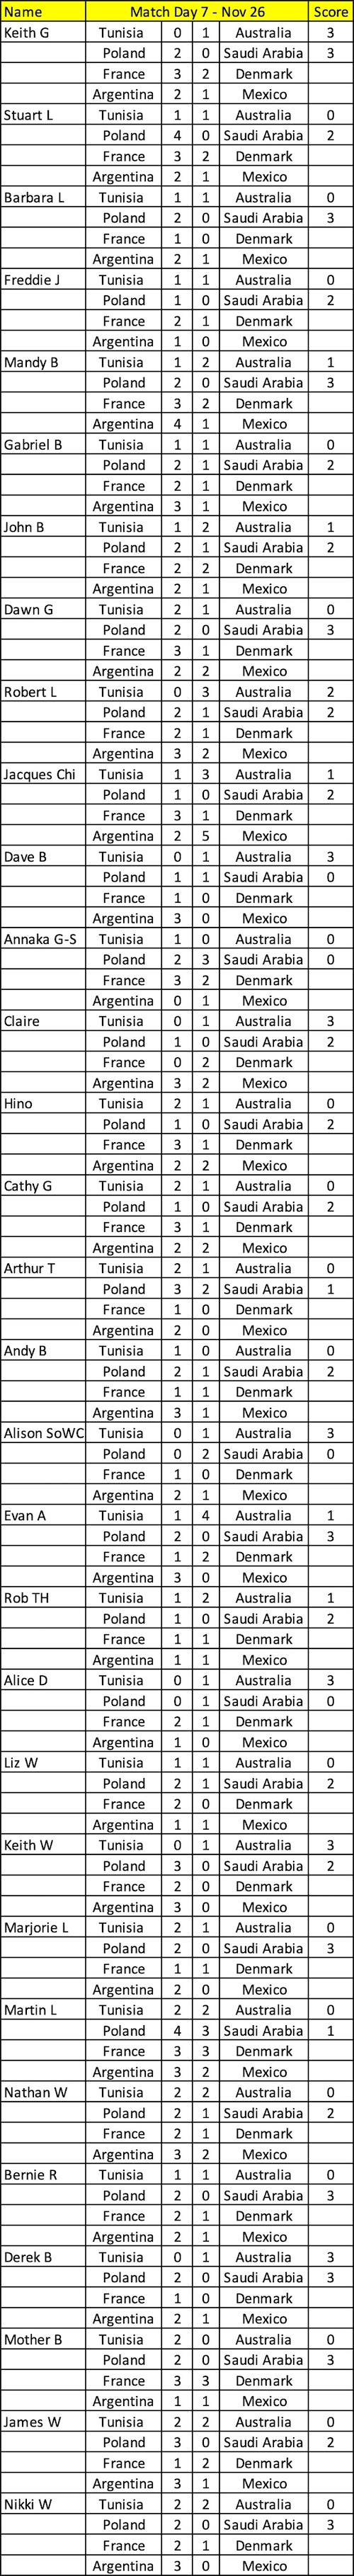 Name Match Day 7 - Nov 26 Score
Keith G Tunisia 0 1 Australia 3
Poland 2 0 Saudi Arabia 3
France 3 2 Denmark
Argentina 2 1 Mexico
Stuart L Tunisia 1 1 Australia 0
Poland 4 0 Saudi Arabia 2
France 3 2 Denmark
Argentina 2 1 Mexico
Barbara L Tunisia 1 1 Australia 0
Poland 2 0 Saudi Arabia 3
France 1 0 Denmark
Argentina 2 1 Mexico
Freddie J Tunisia 1 1 Australia 0
Poland 1 0 Saudi Arabia 2
France 2 1 Denmark
Argentina 1 0 Mexico
Mandy B Tunisia 1 2 Australia 1
Poland 2 0 Saudi Arabia 3
France 3 2 Denmark
Argentina 4 1 Mexico
Gabriel B Tunisia 1 1 Australia 0
Poland 2 1 Saudi Arabia 2
France 2 1 Denmark
Argentina 3 1 Mexico
John B Tunisia 1 2 Australia 1
Poland 2 1 Saudi Arabia 2
France 2 2 Denmark
Argentina 2 1 Mexico
Dawn G Tunisia 2 1 Australia 0
Poland 2 0 Saudi Arabia 3
France 3 1 Denmark
Argentina 2 2 Mexico
Robert L Tunisia 0 3 Australia 2
Poland 2 1 Saudi Arabia 2
France 2 1 Denmark
Argentina 3 2 Mexico
Jacques Chi Tunisia 1 3 Australia 1
Poland 1 0 Saudi Arabia 2
France 3 1 Denmark
Argentina 2 5 Mexico
Dave B Tunisia 0 1 Australia 3
Poland 1 1 Saudi Arabia 0
France 1 0 Denmark
Argentina 3 0 Mexico
Annaka G-S Tunisia 1 0 Australia 0
Poland 2 3 Saudi Arabia 0
France 3 2 Denmark
Argentina 0 1 Mexico
Claire Tunisia 0 1 Australia 3
Poland 1 0 Saudi Arabia 2
France 0 2 Denmark
Argentina 3 2 Mexico
Hino Tunisia 2 1 Australia 0
Poland 1 0 Saudi Arabia 2
France 3 1 Denmark
Argentina 2 2 Mexico
Cathy G Tunisia 2 1 Australia 0
Poland 1 0 Saudi Arabia 2
France 3 1 Denmark
Argentina 2 2 Mexico
Arthur T Tunisia 2 1 Australia 0
Poland 3 2 Saudi Arabia 1
France 1 0 Denmark
Argentina 2 0 Mexico
Andy B Tunisia 1 0 Australia 0
Poland 2 1 Saudi Arabia 2
France 1 1 Denmark
Argentina 3 1 Mexico
Alison SoWC Tunisia 0 1 Australia 3
Poland 0 2 Saudi Arabia 0
France 1 0 Denmark
Argentina 2 1 Mexico
Evan A Tunisia 1 4 Australia 1
Poland 2 0 Saudi Arabia 3
France 1 2 Denmark
Argentina 3 0 Mexico
Rob TH Tunisia 1 2 Australia 1
Poland 1 0 Saudi Arabia 2
France 1 1 Denmark
Argentina 1 1 Mexico
Alice D Tunisia 0 1 Australia 3
Poland 0 1 Saudi Arabia 0
France 2 1 Denmark
Argentina 1 0 Mexico
Liz W Tunisia 1 1 Australia 0
Poland 2 1 Saudi Arabia 2
France 2 0 Denmark
Argentina 1 1 Mexico
Keith W Tunisia 0 1 Australia 3
Poland 3 0 Saudi Arabia 2
France 2 0 Denmark
Argentina 3 0 Mexico
Marjorie L Tunisia 2 1 Australia 0
Poland 2 0 Saudi Arabia 3
France 1 1 Denmark
Argentina 2 0 Mexico
Martin L Tunisia 2 2 Australia 0
Poland 4 3 Saudi Arabia 1
France 3 3 Denmark
Argentina 3 2 Mexico
Nathan W Tunisia 2 2 Australia 0
Poland 2 1 Saudi Arabia 2
France 2 1 Denmark
Argentina 3 2 Mexico
Bernie R Tunisia 1 1 Australia 0
Poland 2 0 Saudi Arabia 3
France 2 1 Denmark
Argentina 2 1 Mexico
Derek B Tunisia 0 1 Australia 3
Poland 2 0 Saudi Arabia 3
France 1 0 Denmark
Argentina 2 1 Mexico
Mother B Tunisia 2 0 Australia 0
Poland 2 0 Saudi Arabia 3
France 3 3 Denmark
Argentina 1 1 Mexico
James W Tunisia 2 2 Australia 0
Poland 3 0 Saudi Arabia 2
France 1 2 Denmark
Argentina 3 1 Mexico
Nikki W Tunisia 2 2 Australia 0
Poland 2 0 Saudi Arabia 3
France 2 1 Denmark
Argentina 3 0 Mexico